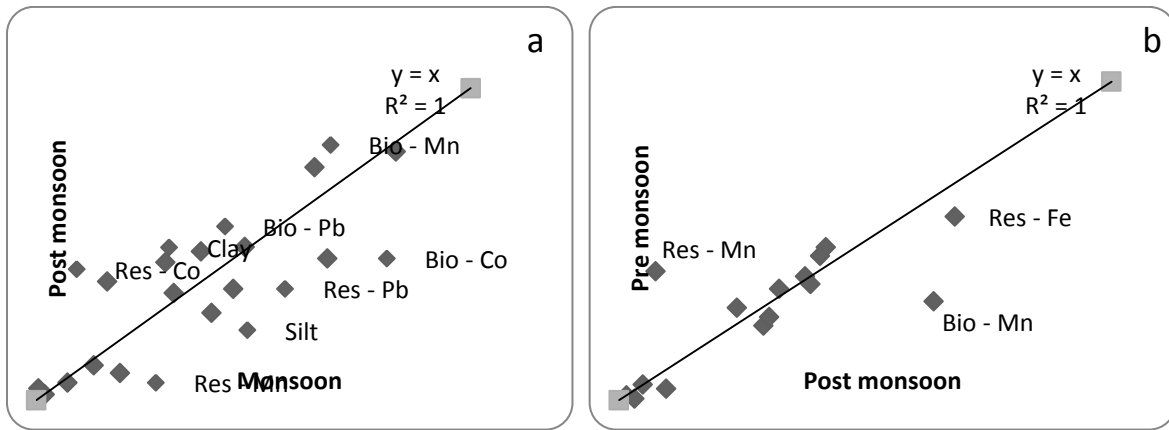 a
y = x
R² = 1
Bio - Mn
Post monsoon
Bio - Pb
Clay
Bio - Co
Res - Co
Res - Pb
Silt
Res - Mn
Monsoon
b
y = x
R² = 1
Pre monsoon
Res - Fe
Res - Mn
Bio - Mn
Post monsoon